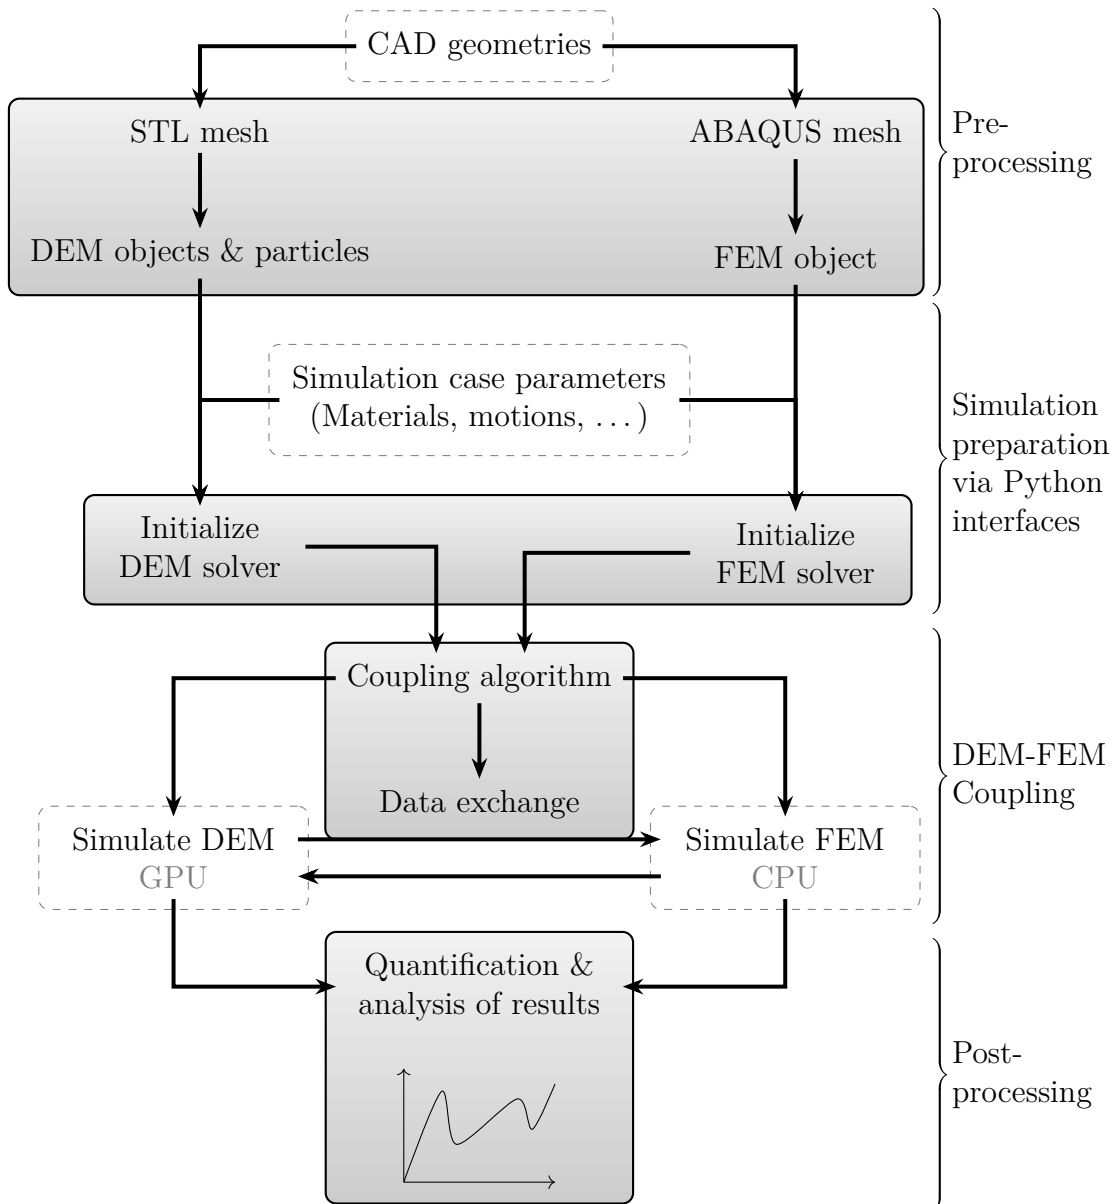 CAD geometries
STL mesh
ABAQUS mesh
Pre-
processing
DEM objects & particles
FEM object
Simulation case parameters
(Materials, motions, . . . )
Simulation
preparation
via Python
interfaces
Initialize
DEM solver
Initialize
FEM solver
Coupling algorithm
Data exchange
DEM-FEM
Coupling
Simulate DEM
GPU
Simulate FEM
CPU
Quantification &
analysis of results
Post-
processing